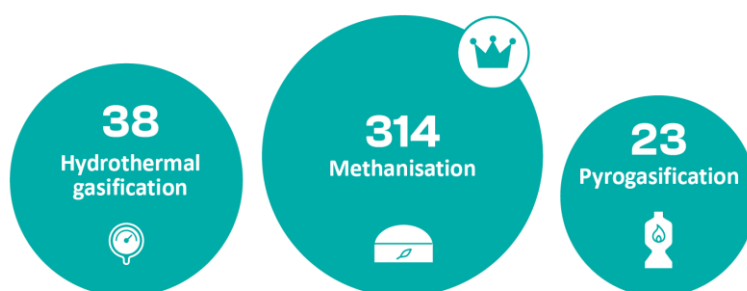 38
Hydrothermal
gasification
314
Methanisation
23
Pyrogasification